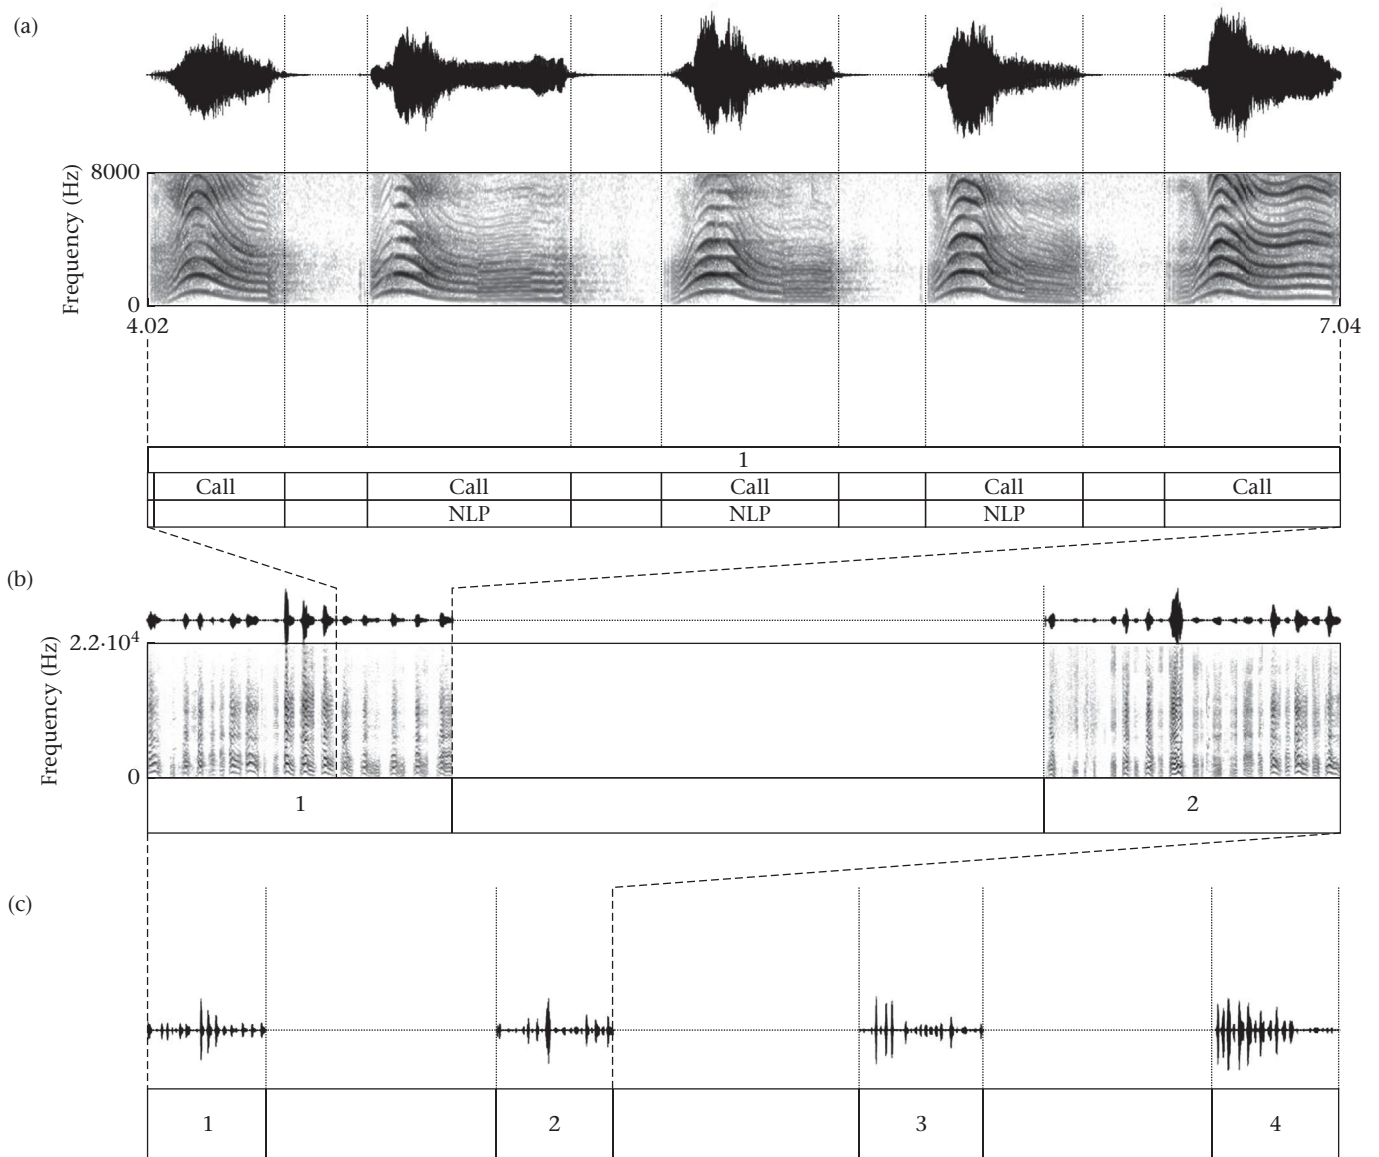 (a)
8000
Frequency (Hz)
0
4.02 7.04
1
Call Call Call Call Call
NLP NLP NLP
(b)
2.2·10⁴
Frequency (Hz)
0
1 2
(c)
1 2 3 4